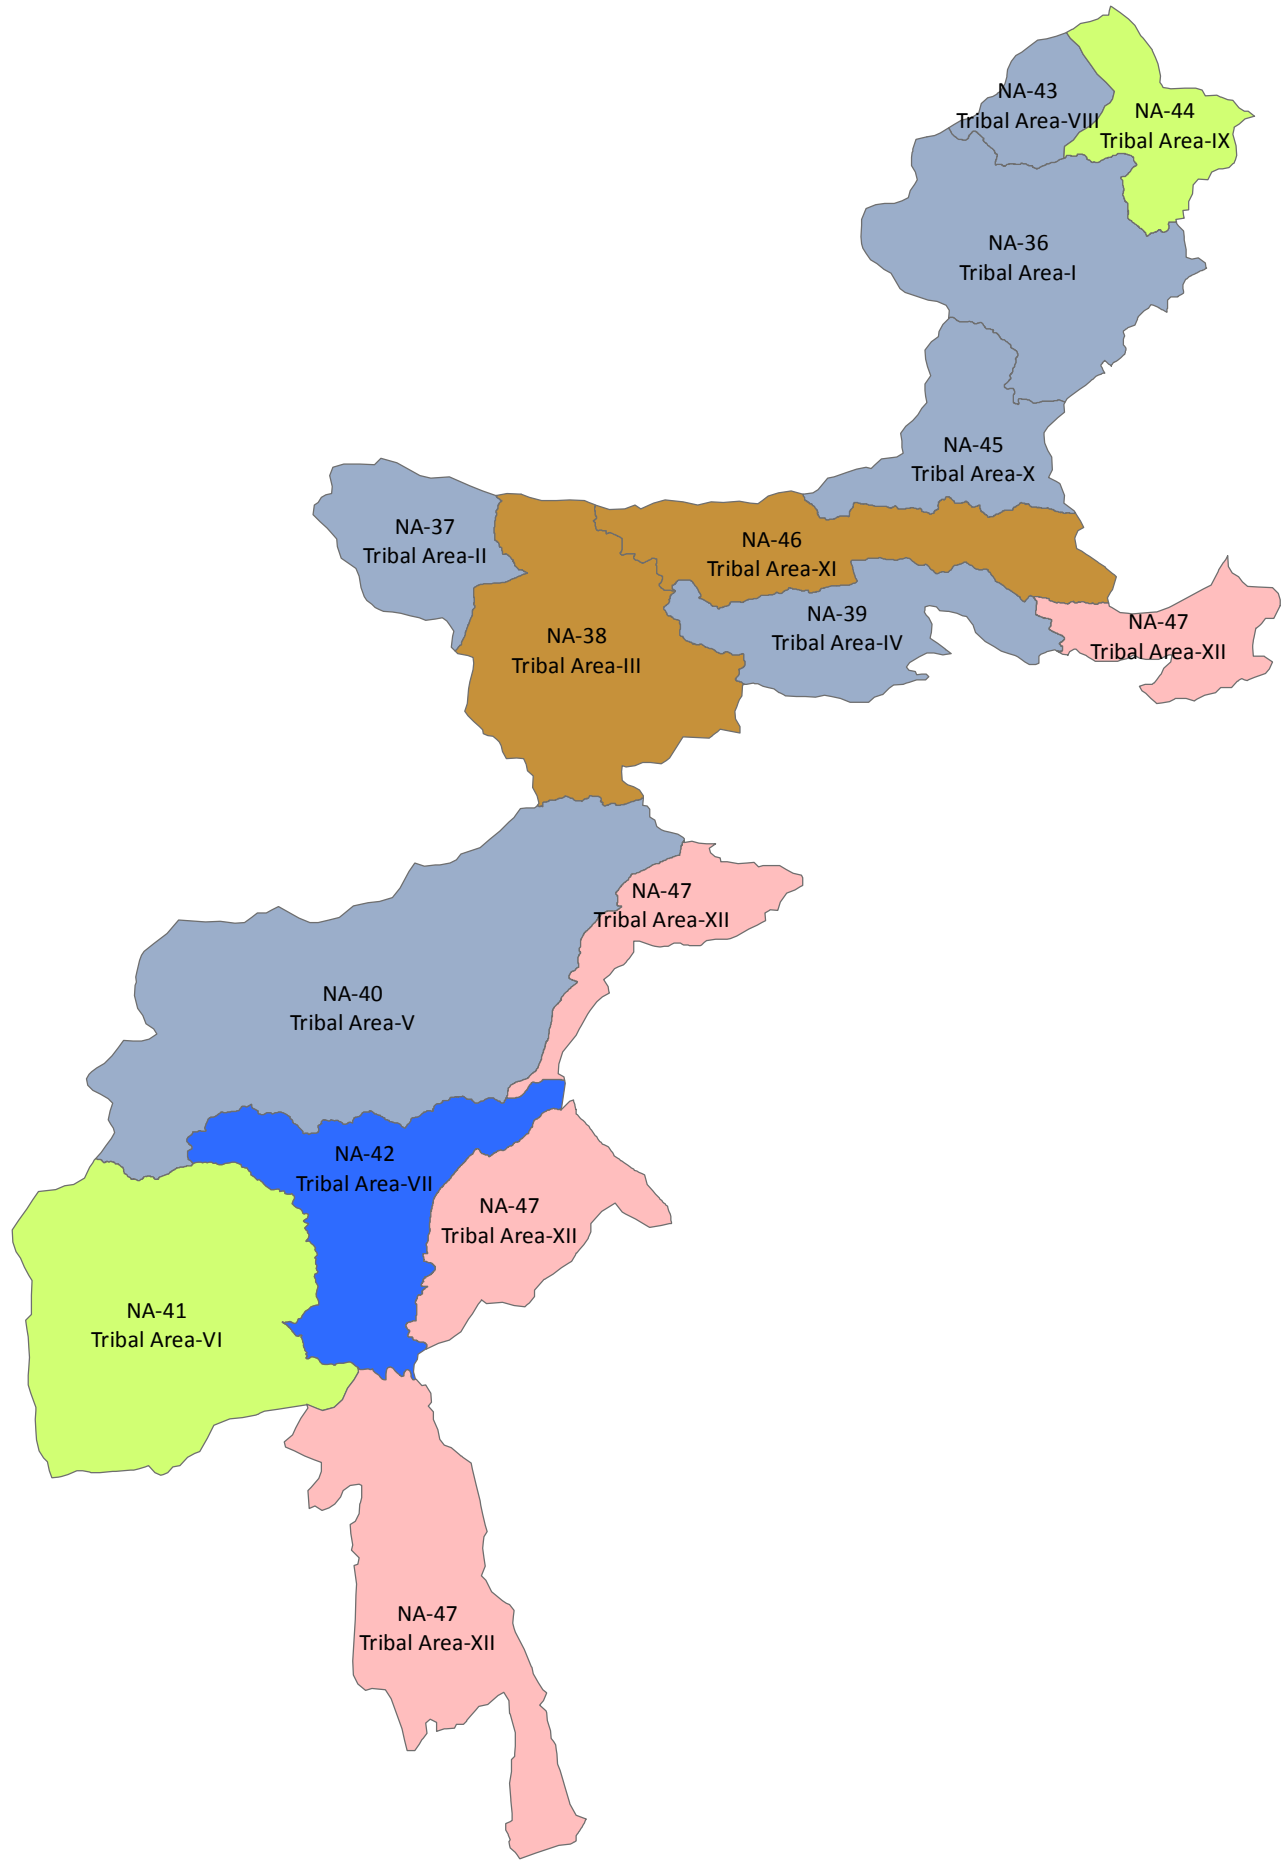 NA-43
Tribal Area-VIII
NA-44
Tribal Area-IX
NA-36
Tribal Area-I
NA-45
Tribal Area-X
NA-37
Tribal Area-II
NA-46
Tribal Area-XI
NA-39
Tribal Area-IV
NA-47
Tribal Area-XII
NA-38
Tribal Area-III
NA-47
Tribal Area-XII
NA-40
Tribal Area-V
NA-42
Tribal Area-VII
NA-47
Tribal Area-XII
NA-41
Tribal Area-VI
NA-47
Tribal Area-XII